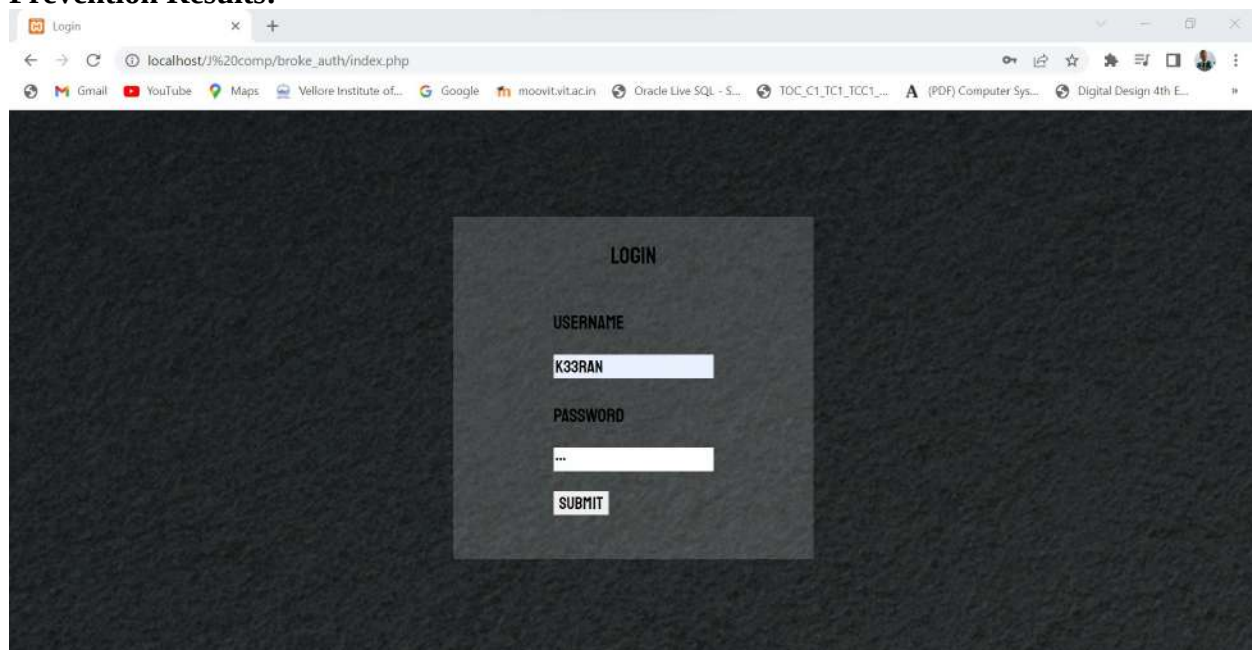 Prevention Results:
Login
localhost/J%20comp/broke_auth/index.php
Gmail YouTube Maps Vellore Institute of... Google moovit.vit.ac.in Oracle Live SQL - S... TOC_C1_TC1_TCC1_... (PDF) Computer Sys... Digital Design 4th E... »
LOGIN
USERNAME
K33RAN
PASSWORD
•••
SUBMIT